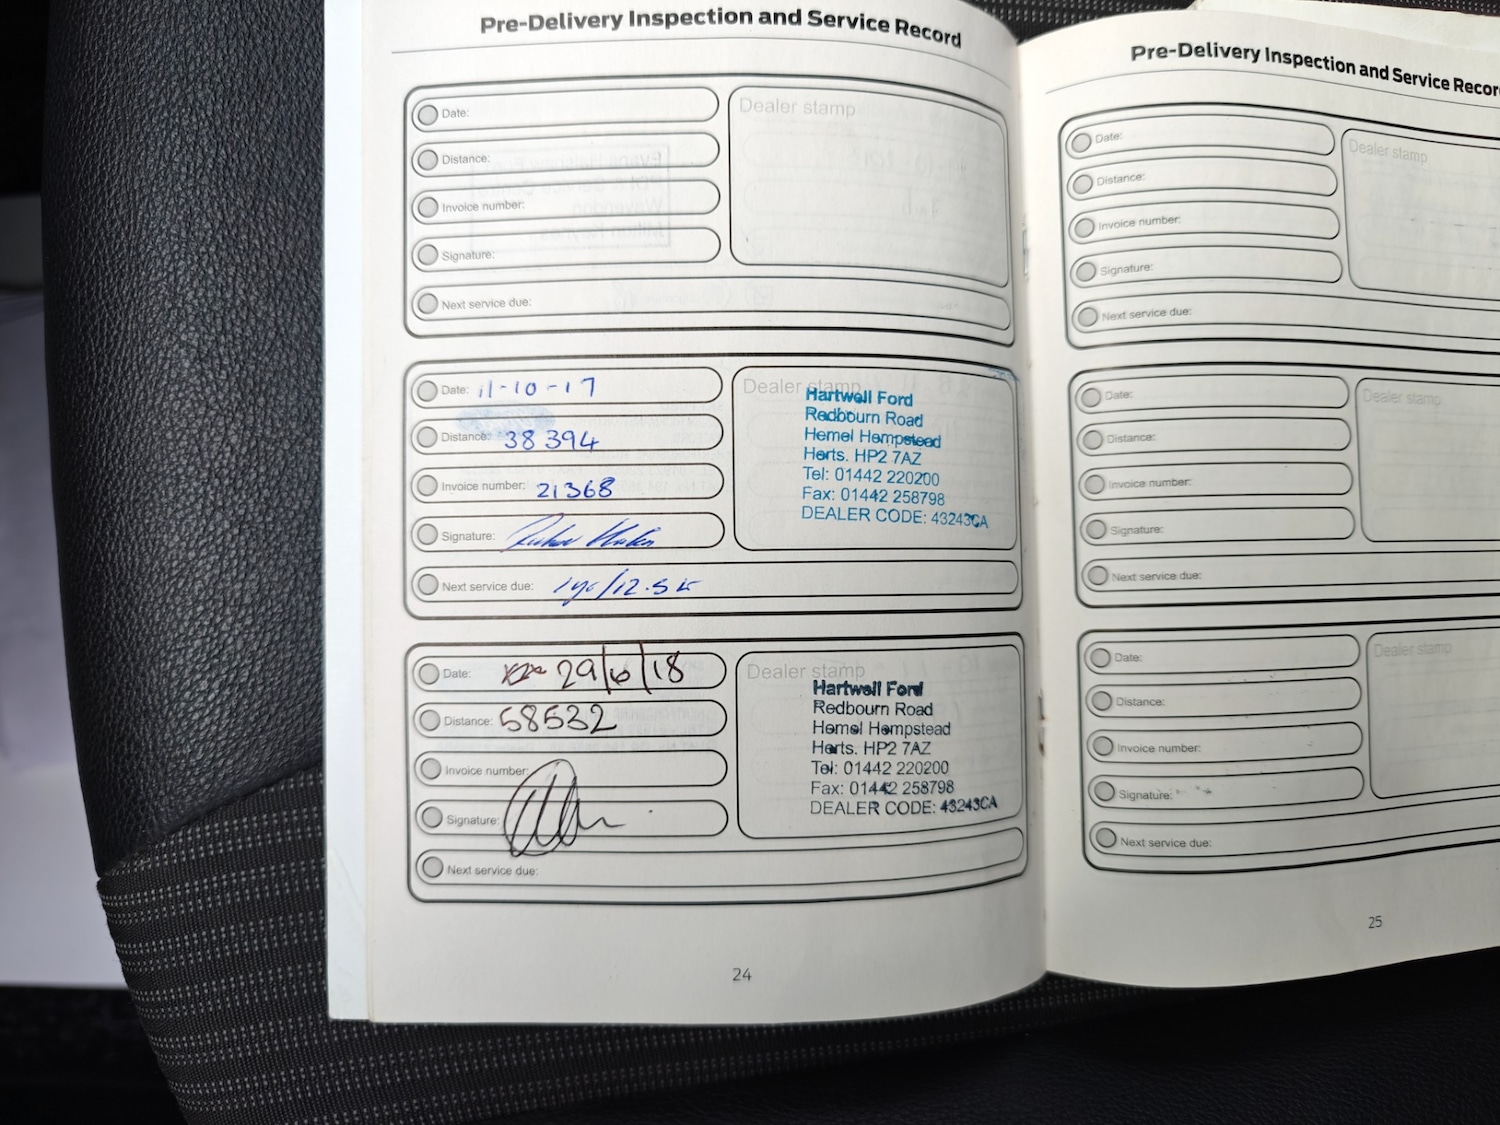 Pre-Delivery Inspection and Service Record
Date:
Distance:
Invoice number:
Signature:
Next service due:
Dealer stamp
Date: 11-10-17
Distance: 38394
Invoice number: 21368
Signature:
Next service due: 1yr/12.5k
Dealer stamp
Hartwell Ford
Redbourn Road
Hemel Hempstead
Herts. HP2 7AZ
Tel: 01442 220200
Fax: 01442 258798
DEALER CODE: 43243CA
Date: 29/6/18
Distance: 58532
Invoice number:
Signature:
Next service due:
Dealer stamp
Hartwell Ford
Redbourn Road
Hemel Hempstead
Herts. HP2 7AZ
Tel: 01442 220200
Fax: 01442 258798
DEALER CODE: 43243CA
24
Pre-Delivery Inspection and Service Recor
Date:
Distance:
Invoice number:
Signature:
Next service due:
Dealer stamp
Date:
Distance:
Invoice number:
Signature:
Next service due:
Dealer stamp
Date:
Distance:
Invoice number:
Signature:
Next service due:
Dealer stamp
25